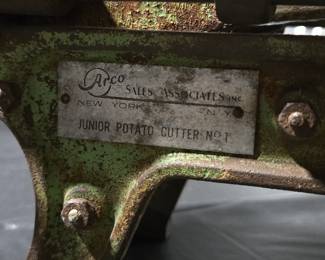 Arco
SALES ASSOCIATES INC.
NEW YORK N.Y.
JUNIOR POTATO CUTTER No 1